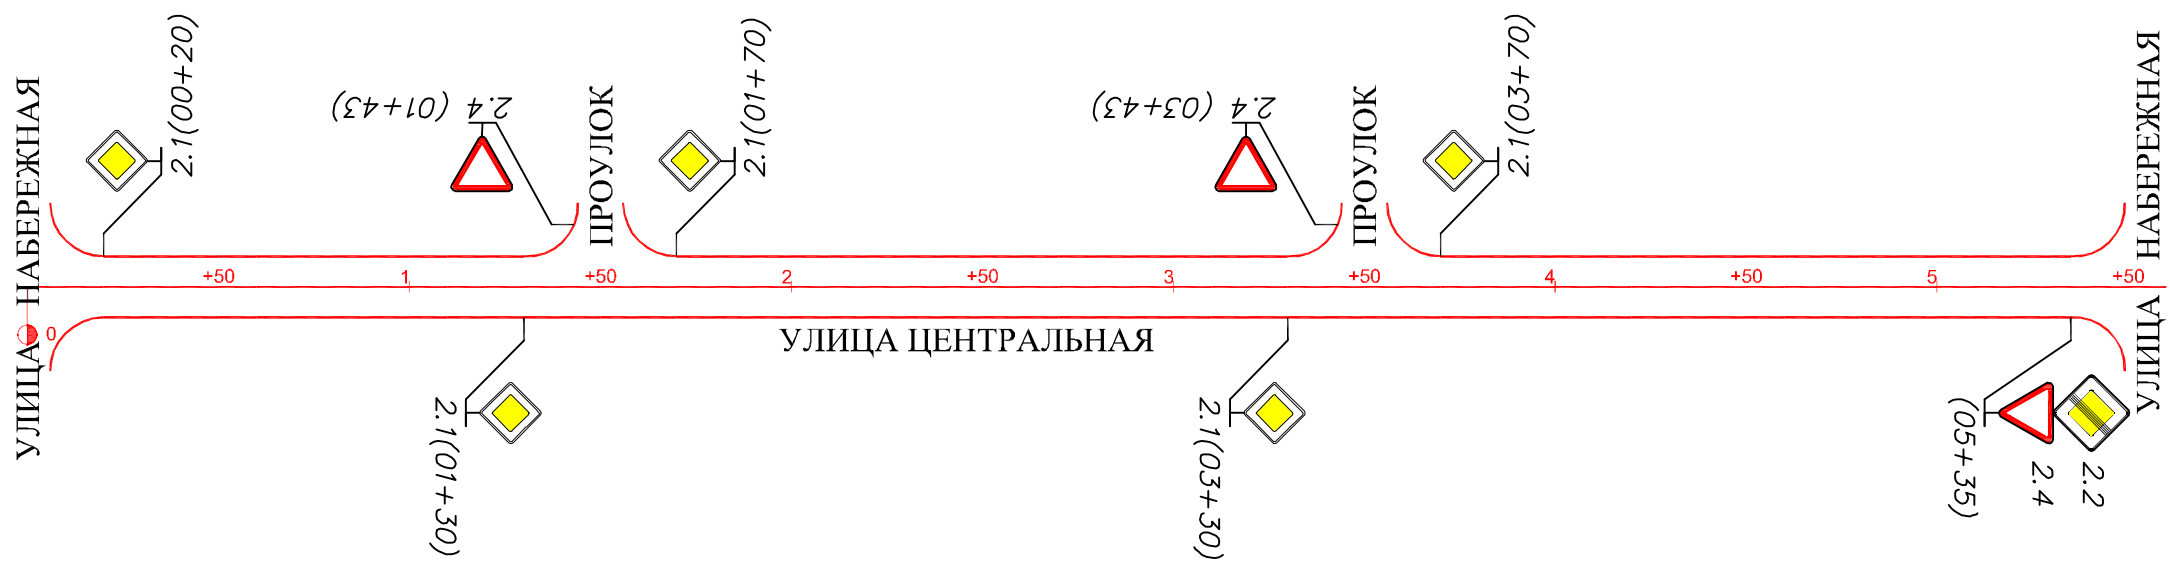 УЛИЦА НАБЕРЕЖНАЯ
2.1(00+20)
2.4 (01+43)
ПРОУЛОК
2.1(01+70)
2.4 (03+43)
ПРОУЛОК
2.1(03+70)
УЛИЦА НАБЕРЕЖНАЯ
+50 1 +50 2 +50 3 +50 4 +50 5 +50
0
УЛИЦА ЦЕНТРАЛЬНАЯ
2.1(01+30)
2.1(03+30)
(05+35)
2.4
2.2